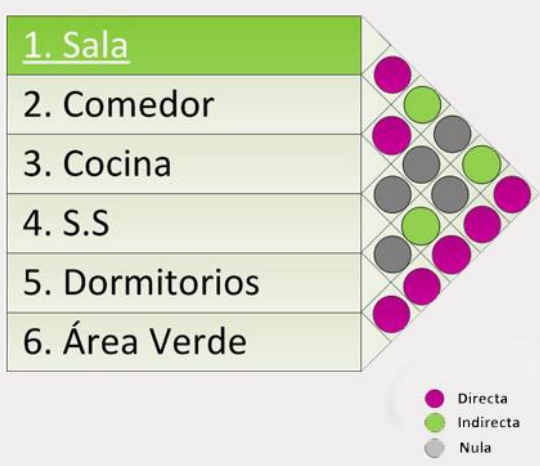 1. Sala
2. Comedor
3. Cocina
4. S.S
5. Dormitorios
6. Área Verde
Directa
Indirecta
Nula